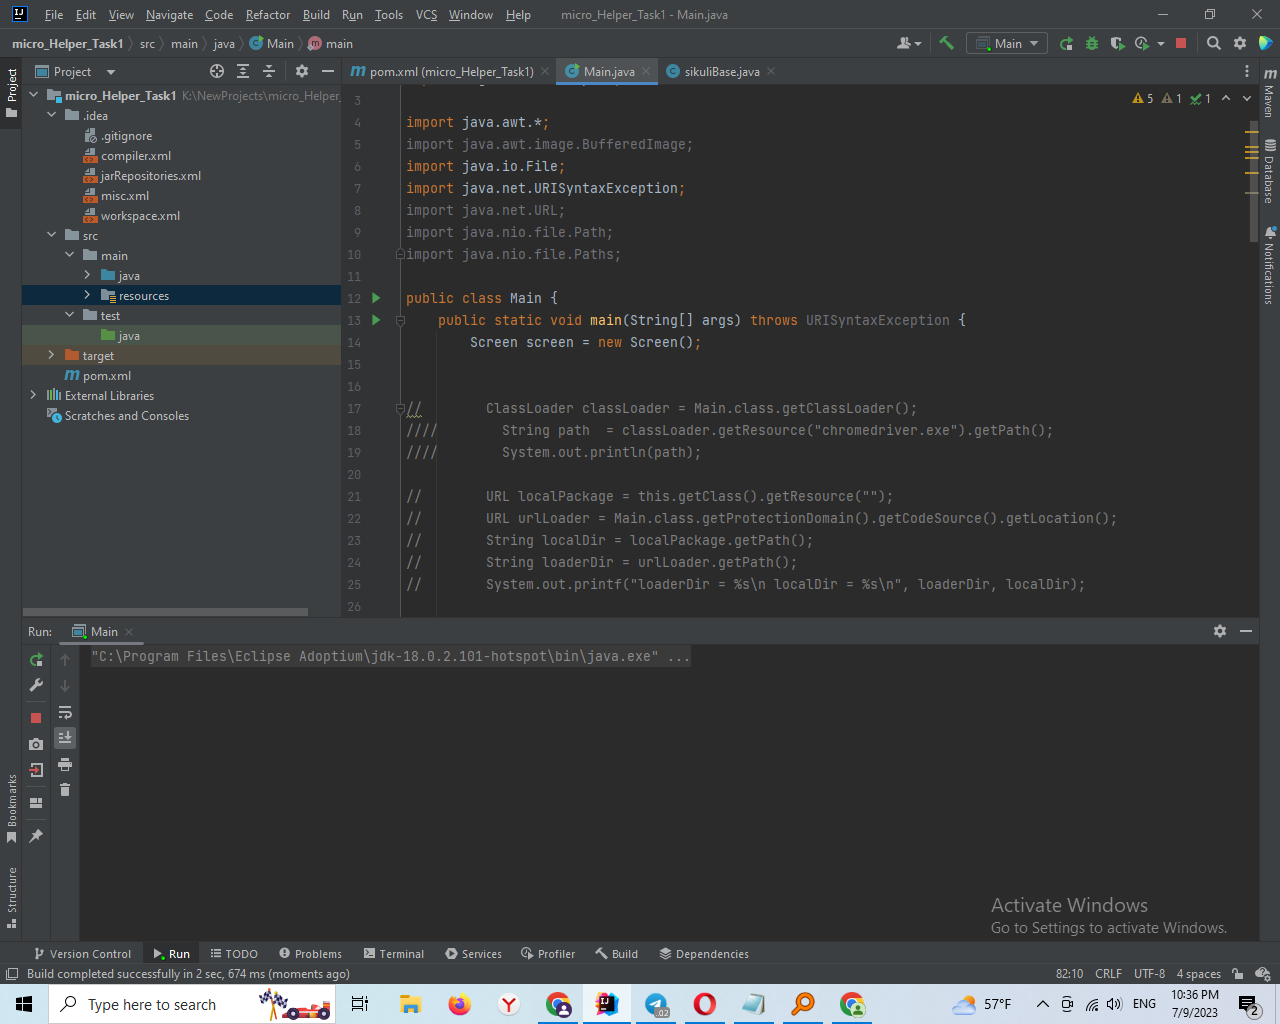 File Edit View Navigate Code Refactor Build Run Tools VCS Window Help micro_Helper_Task1 - Main.java
micro_Helper_Task1 src main java Main main Main
Project pom.xml (micro_Helper_Task1) Main.java sikuliBase.java
micro_Helper_Task1 K:\NewProjects\micro_Helper_
.idea
.gitignore
compiler.xml
jarRepositories.xml
misc.xml
workspace.xml
src
main
java
resources
test
java
target
pom.xml
External Libraries
Scratches and Consoles
5 1 1
3
4 import java.awt.*;
5 import java.awt.image.BufferedImage;
6 import java.io.File;
7 import java.net.URISyntaxException;
8 import java.net.URL;
9 import java.nio.file.Path;
10 import java.nio.file.Paths;
11
12 public class Main {
13 public static void main(String[] args) throws URISyntaxException {
14 Screen screen = new Screen();
15
16
17 // ClassLoader classLoader = Main.class.getClassLoader();
18 //// String path  = classLoader.getResource("chromedriver.exe").getPath();
19 //// System.out.println(path);
20
21 // URL localPackage = this.getClass().getResource("");
22 // URL urlLoader = Main.class.getProtectionDomain().getCodeSource().getLocation();
23 // String localDir = localPackage.getPath();
24 // String loaderDir = urlLoader.getPath();
25 // System.out.printf("loaderDir = %s\n localDir = %s\n", loaderDir, localDir);
26
Project
Bookmarks
Structure
Maven
Database
Notifications
Run: Main
"C:\Program Files\Eclipse Adoptium\jdk-18.0.2.101-hotspot\bin\java.exe" ...
Activate Windows
Go to Settings to activate Windows.
Version Control Run TODO Problems Terminal Services Profiler Build Dependencies
Build completed successfully in 2 sec, 674 ms (moments ago) 82:10 CRLF UTF-8 4 spaces
Type here to search .02 57°F ENG 10:36 PM
7/9/2023 2